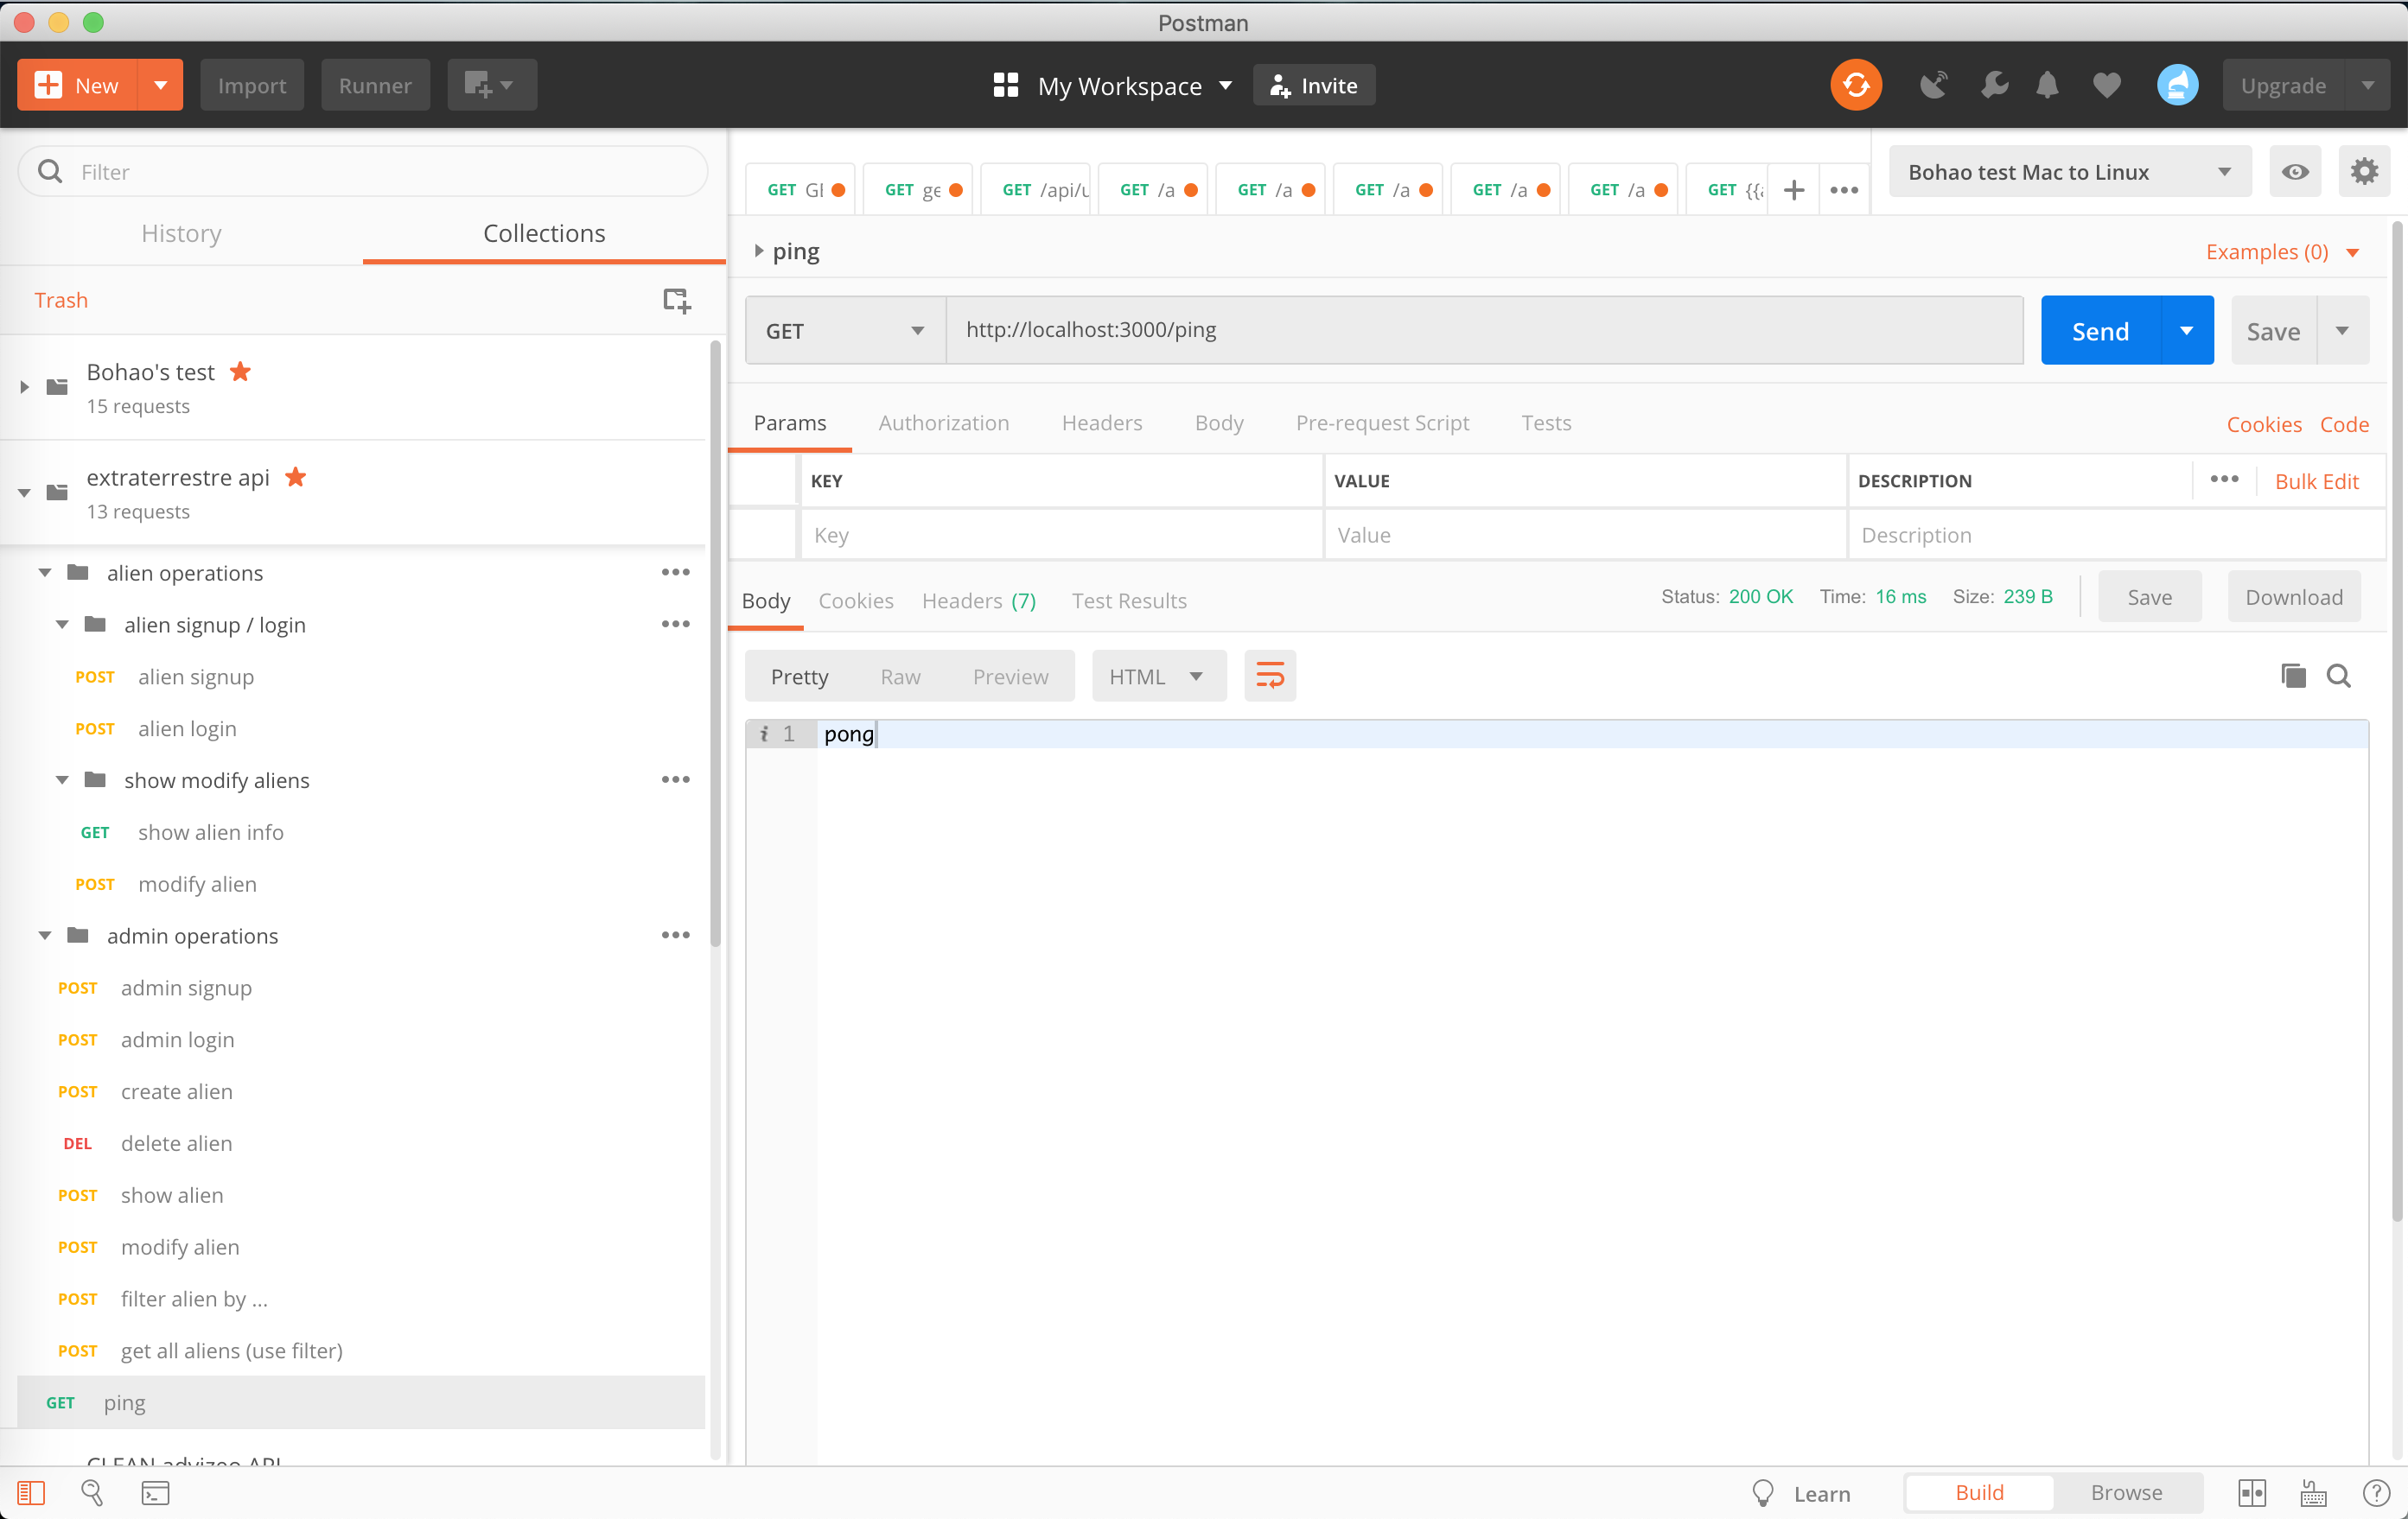 Postman
New
Import
Runner
My Workspace
Invite
Upgrade
Filter
History
Collections
Trash
Bohao's test
15 requests
extraterrestre api
13 requests
alien operations
alien signup / login
POST alien signup
POST alien login
show modify aliens
GET show alien info
POST modify alien
admin operations
POST admin signup
POST admin login
POST create alien
DEL delete alien
POST show alien
POST modify alien
POST filter alien by ...
POST get all aliens (use filter)
GET ping
CLEAN advizeo API
GET
GET ge
GET /api/u
GET /a
GET /a
GET /a
GET /a
GET /a
GET {{
Bohao test Mac to Linux
ping
Examples (0)
GET
http://localhost:3000/ping
Send
Save
Params
Authorization
Headers
Body
Pre-request Script
Tests
Cookies
Code
KEY
VALUE
DESCRIPTION
Bulk Edit
Key
Value
Description
Body
Cookies
Headers (7)
Test Results
Status: 200 OK
Time: 16 ms
Size: 239 B
Save
Download
Pretty
Raw
Preview
HTML
i 1 pong
Learn
Build
Browse